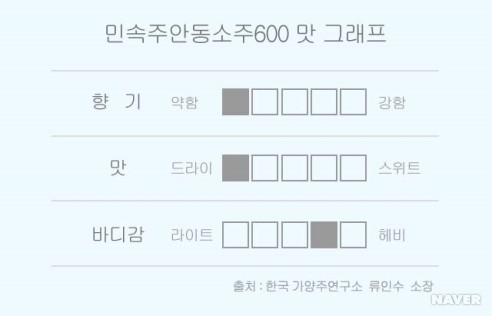 민속주안동소주600 맛 그래프
향 기 약함 강함
맛 드라이 스위트
바디감 라이트 헤비
출처 : 한국 가양주연구소 류인수 소장
NAVER